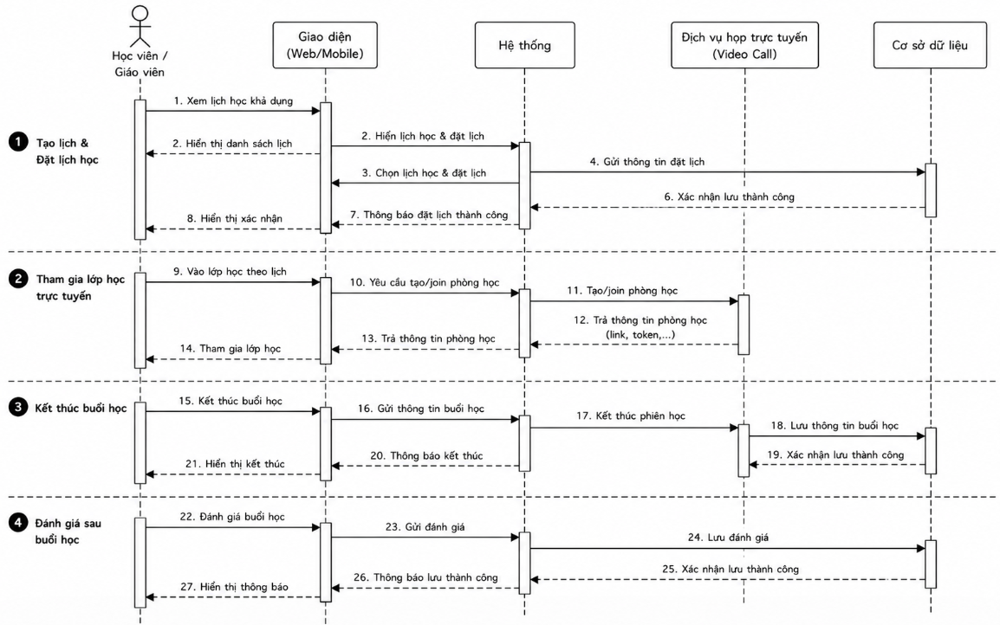 Học viên /
Giáo viên
Giao diện
(Web/Mobile)
Hệ thống
Địch vụ họp trực tuyến
(Video Call)
Cơ sở dữ liệu
1
Tạo lịch &
Đặt lịch học
1. Xem lịch học khả dụng
2. Hiển thị danh sách lịch
2. Hiển lịch học & đặt lịch
3. Chọn lịch học & đặt lịch
4. Gửi thông tin đặt lịch
6. Xác nhận lưu thành công
7. Thông báo đặt lịch thành công
8. Hiển thị xác nhận
2
Tham gia lớp học
trực tuyến
9. Vào lớp học theo lịch
10. Yêu cầu tạo/join phòng học
11. Tạo/join phòng học
12. Trả thông tin phòng học
(link, token,...)
13. Trả thông tin phòng học
14. Tham gia lớp học
3
Kết thúc buổi học
15. Kết thúc buổi học
16. Gửi thông tin buổi học
17. Kết thúc phiên học
18. Lưu thông tin buổi học
19. Xác nhận lưu thành công
20. Thông báo kết thúc
21. Hiển thị kết thúc
4
Đánh giá sau
buổi học
22. Đánh giá buổi học
23. Gửi đánh giá
24. Lưu đánh giá
25. Xác nhận lưu thành công
26. Thông báo lưu thành công
27. Hiển thị thông báo